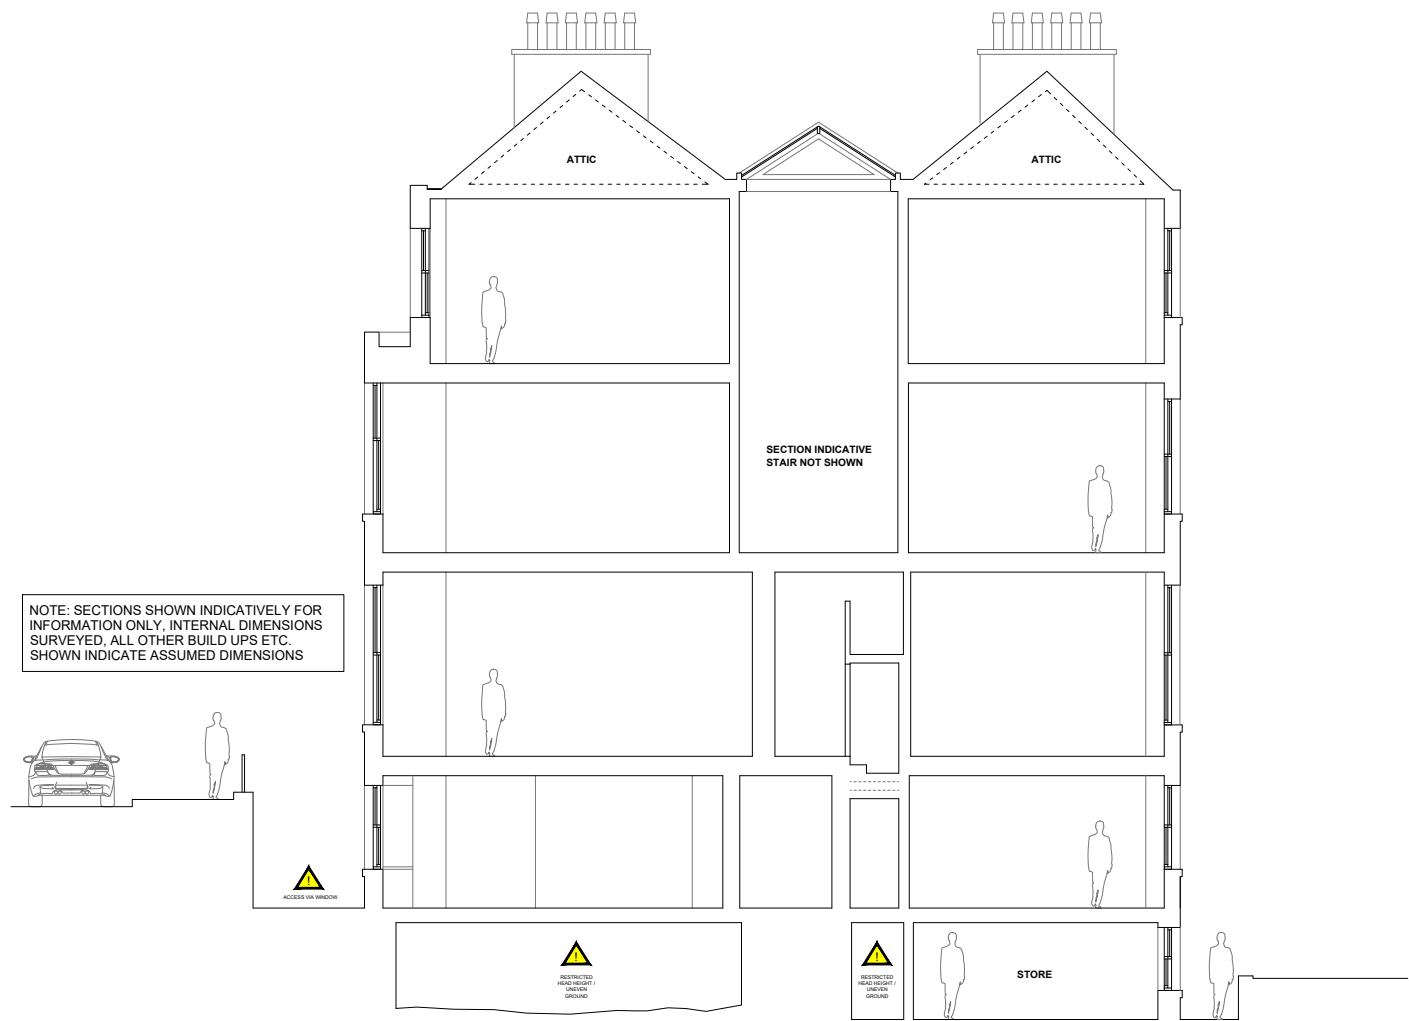 ATTIC
ATTIC
SECTION INDICATIVE
STAIR NOT SHOWN
NOTE: SECTIONS SHOWN INDICATIVELY FOR
INFORMATION ONLY, INTERNAL DIMENSIONS
SURVEYED, ALL OTHER BUILD UPS ETC.
SHOWN INDICATE ASSUMED DIMENSIONS
!
ACCESS VIA WINDOW
!
RESTRICTED
HEAD HEIGHT /
UNEVEN
GROUND
!
RESTRICTED
HEAD HEIGHT /
UNEVEN
GROUND
STORE